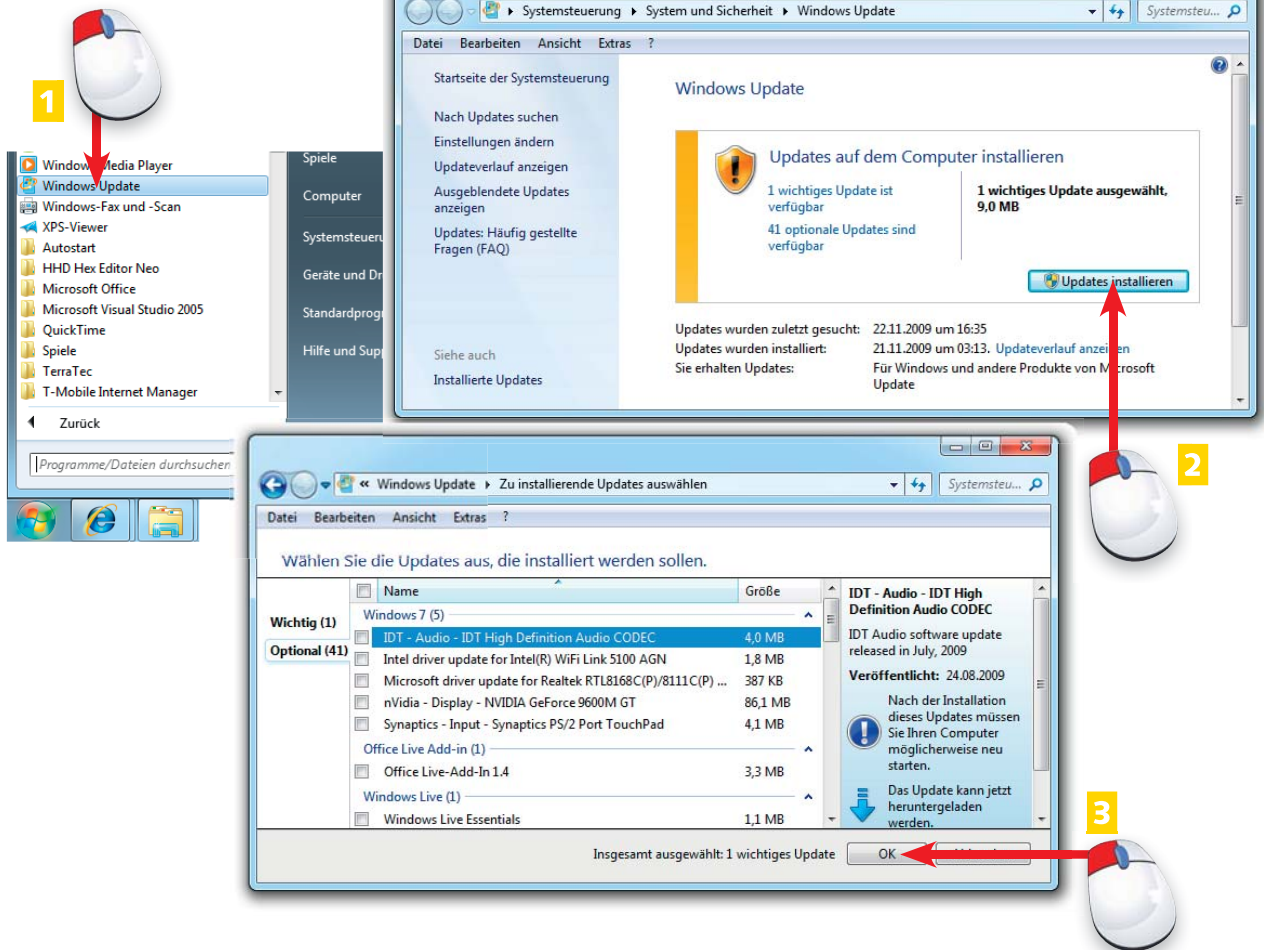 1
Windows Media Player
Windows Update
Windows-Fax und -Scan
XPS-Viewer
Autostart
HHD Hex Editor Neo
Microsoft Office
Microsoft Visual Studio 2005
QuickTime
Spiele
TerraTec
T-Mobile Internet Manager
Zurück
Programme/Dateien durchsuchen
Spiele
Computer
Systemsteueru
Geräte und Dr
Standardprogr
Hilfe und Supp
Systemsteuerung System und Sicherheit Windows Update
Systemsteu...
Datei Bearbeiten Ansicht Extras ?
Startseite der Systemsteuerung
Nach Updates suchen
Einstellungen ändern
Updateverlauf anzeigen
Ausgeblendete Updates
anzeigen
Updates: Häufig gestellte
Fragen (FAQ)
Siehe auch
Installierte Updates
Windows Update
Updates auf dem Computer installieren
1 wichtiges Update ist
verfügbar
41 optionale Updates sind
verfügbar
1 wichtiges Update ausgewählt,
9,0 MB
Updates installieren
Updates wurden zuletzt gesucht: 22.11.2009 um 16:35
Updates wurden installiert: 21.11.2009 um 03:13. Updateverlauf anzeigen
Sie erhalten Updates: Für Windows und andere Produkte von Microsoft
Update
2
« Windows Update Zu installierende Updates auswählen
Systemsteu...
Datei Bearbeiten Ansicht Extras ?
Wählen Sie die Updates aus, die installiert werden sollen.
Wichtig (1)
Optional (41)
Name Größe
Windows 7 (5)
IDT - Audio - IDT High Definition Audio CODEC 4,0 MB
Intel driver update for Intel(R) WiFi Link 5100 AGN 1,8 MB
Microsoft driver update for Realtek RTL8168C(P)/8111C(P) ... 387 KB
nVidia - Display - NVIDIA GeForce 9600M GT 86,1 MB
Synaptics - Input - Synaptics PS/2 Port TouchPad 4,1 MB
Office Live Add-in (1)
Office Live-Add-In 1.4 3,3 MB
Windows Live (1)
Windows Live Essentials 1,1 MB
IDT - Audio - IDT High
Definition Audio CODEC
IDT Audio software update
released in July, 2009
Veröffentlicht: 24.08.2009
Nach der Installation
dieses Updates müssen
Sie Ihren Computer
möglicherweise neu
starten.
Das Update kann jetzt
heruntergeladen
werden.
Insgesamt ausgewählt: 1 wichtiges Update
OK
3